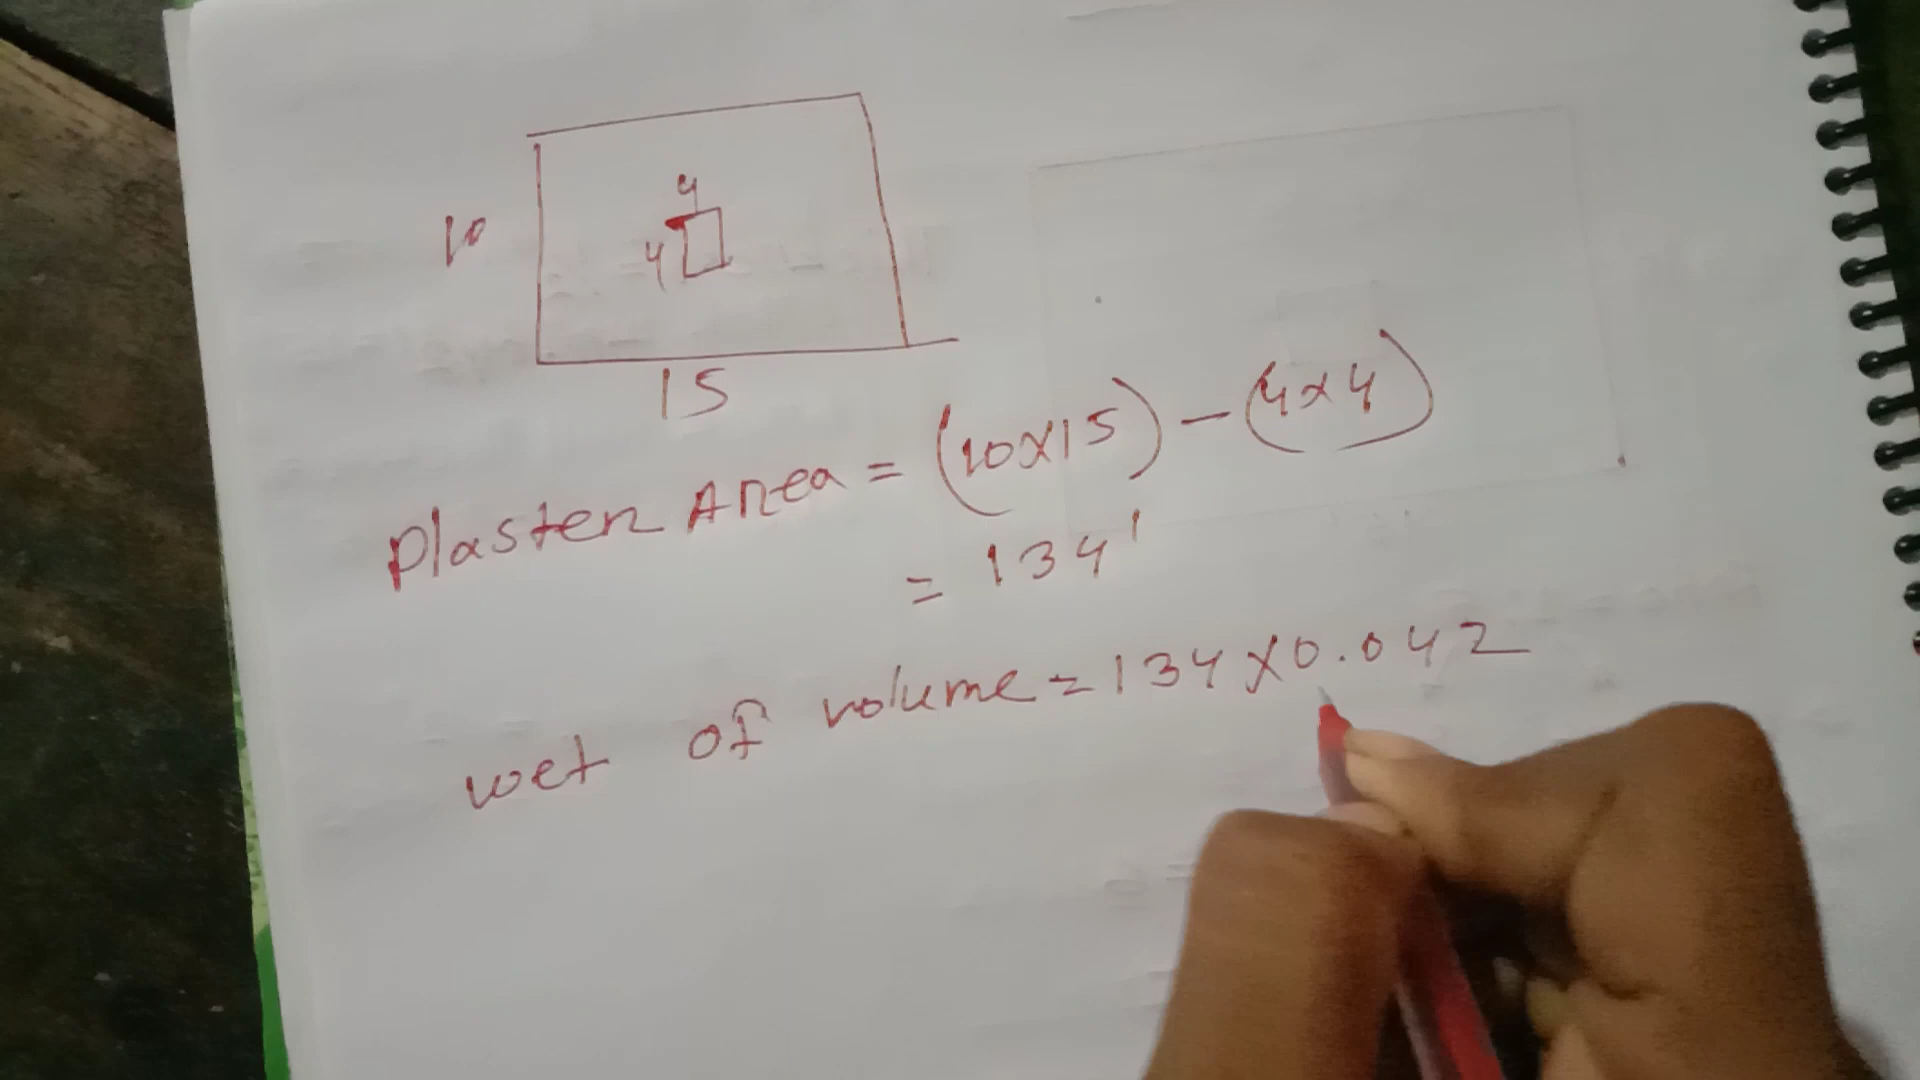 4
10
4
15
Plaster Area = (10x15) - (4x4)
= 134'
wet of volume = 134 x 0.042